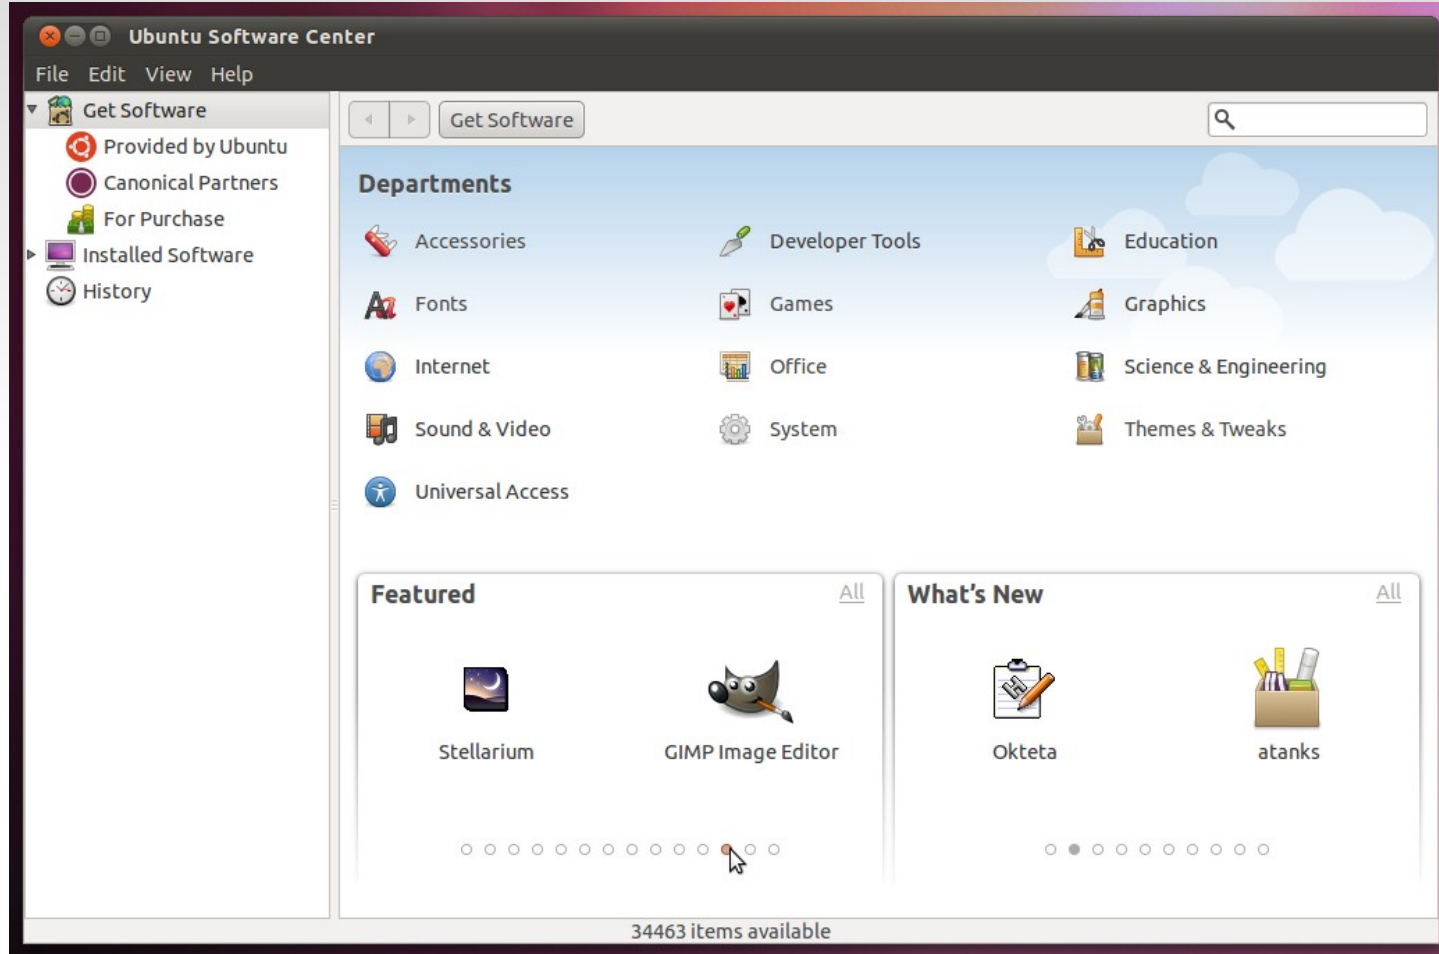 Ubuntu Software Center
File Edit View Help
Get Software
Provided by Ubuntu
Canonical Partners
For Purchase
Installed Software
History
Get Software
Departments
Accessories
Developer Tools
Education
Fonts
Games
Graphics
Internet
Office
Science & Engineering
Sound & Video
System
Themes & Tweaks
Universal Access
Featured
All
Stellarium
GIMP Image Editor
What’s New
All
Okteta
atanks
34463 items available